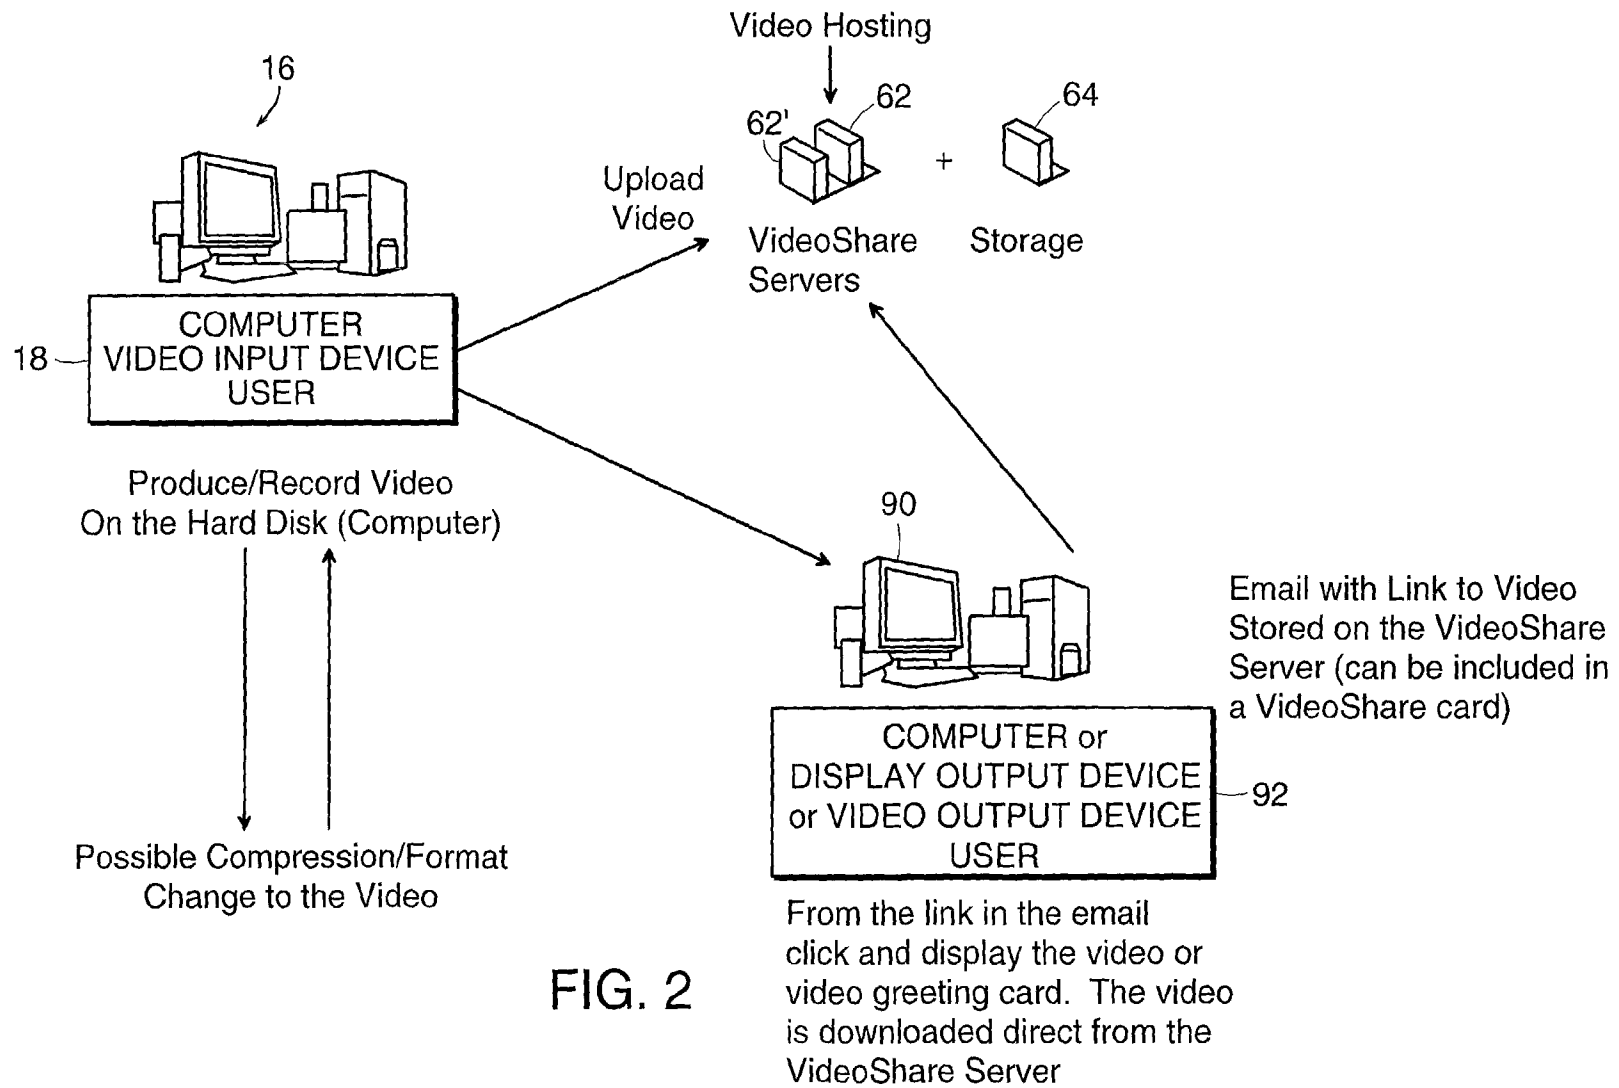 Video Hosting
16
62
64
62'
Upload
Video
+
VideoShare
Servers
Storage
COMPUTER
VIDEO INPUT DEVICE
USER
18
Produce/Record Video
On the Hard Disk (Computer)
90
Email with Link to Video
Stored on the VideoShare
Server (can be included in
a VideoShare card)
COMPUTER or
DISPLAY OUTPUT DEVICE
or VIDEO OUTPUT DEVICE
USER
92
Possible Compression/Format
Change to the Video
From the link in the email
click and display the video or
video greeting card. The video
is downloaded direct from the
VideoShare Server
FIG. 2